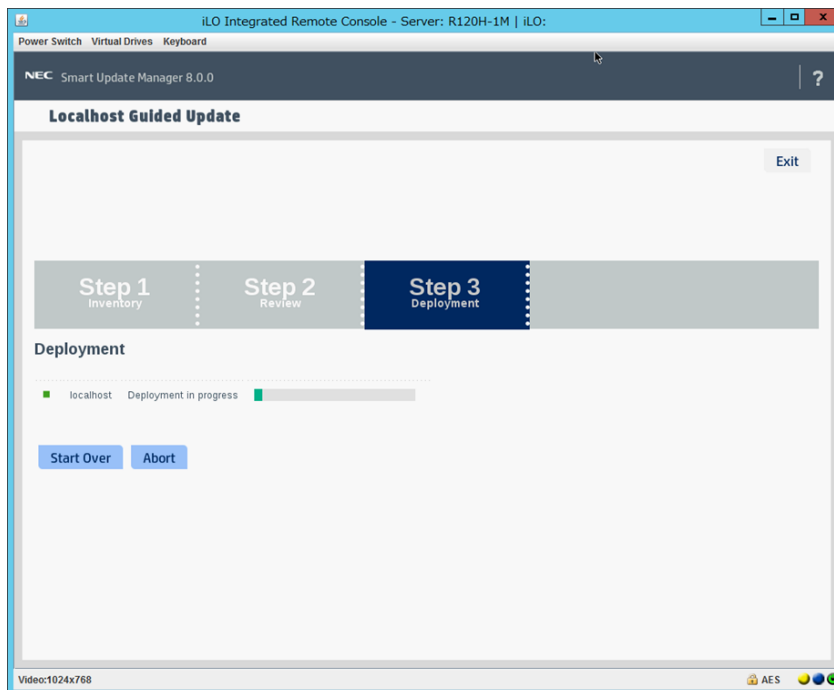 iLO Integrated Remote Console - Server: R120H-1M | iLO:
Power Switch Virtual Drives Keyboard
NEC Smart Update Manager 8.0.0 ?
Localhost Guided Update
Exit
Step 1 Step 2 Step 3
Inventory Review Deployment
Deployment
localhost Deployment in progress
Start Over Abort
Video:1024x768 AES